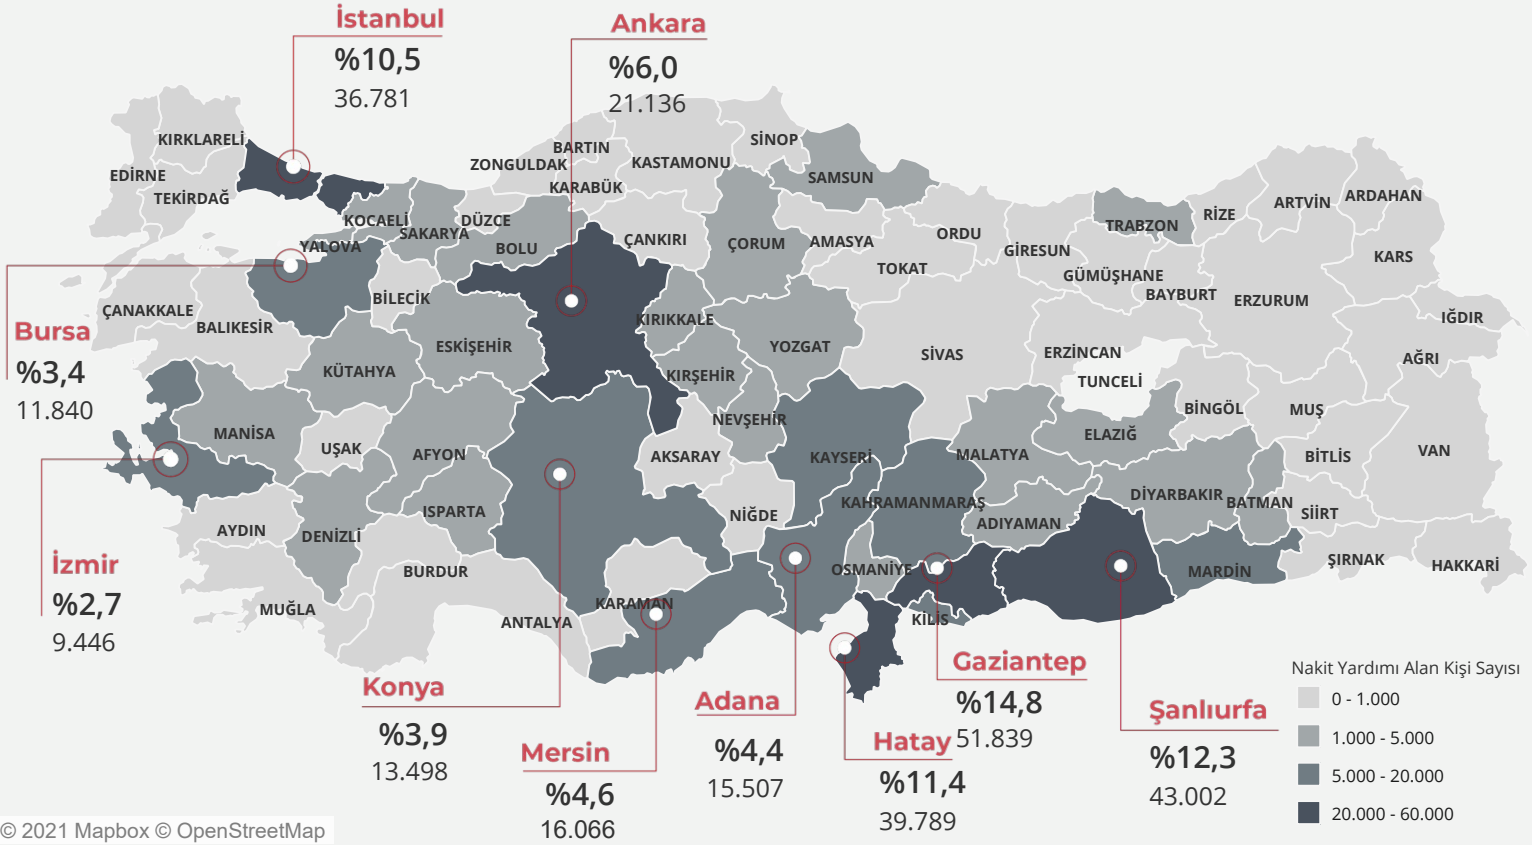 İstanbul
%10,5
36.781
Ankara
%6,0
21.136
KIRKLARELİ
EDİRNE
TEKİRDAĞ
BARTIN
ZONGULDAK
KARABÜK
KASTAMONU
SİNOP
SAMSUN
KOCAELİ
SAKARYA
DÜZCE
YALOVA
BOLU
ÇANKIRI
ÇORUM
AMASYA
ORDU
TOKAT
GİRESUN
TRABZON
RİZE
ARTVİN
ARDAHAN
KARS
GÜMÜŞHANE
BAYBURT
ERZURUM
IĞDIR
AĞRI
ÇANAKKALE
BALIKESİR
BİLECİK
ESKİŞEHİR
KÜTAHYA
KIRIKKALE
KIRŞEHİR
YOZGAT
SİVAS
ERZİNCAN
TUNCELİ
BİNGÖL
MUŞ
BİTLİS
VAN
Bursa
%3,4
11.840
MANİSA
UŞAK
AFYON
NEVŞEHİR
AKSARAY
KAYSERİ
MALATYA
ELAZIĞ
KAHRAMANMARAŞ
DİYARBAKIR
BATMAN
SİİRT
AYDIN
DENİZLİ
ISPARTA
NİĞDE
ADIYAMAN
ŞIRNAK
HAKKARİ
MARDİN
BURDUR
MUĞLA
ANTALYA
KARAMAN
OSMANİYE
KİLİS
İzmir
%2,7
9.446
Konya
%3,9
13.498
Mersin
%4,6
16.066
Adana
%4,4
15.507
Hatay
%11,4
39.789
Gaziantep
%14,8
51.839
Şanlıurfa
%12,3
43.002
Nakit Yardımı Alan Kişi Sayısı
0 - 1.000
1.000 - 5.000
5.000 - 20.000
20.000 - 60.000
© 2021 Mapbox © OpenStreetMap